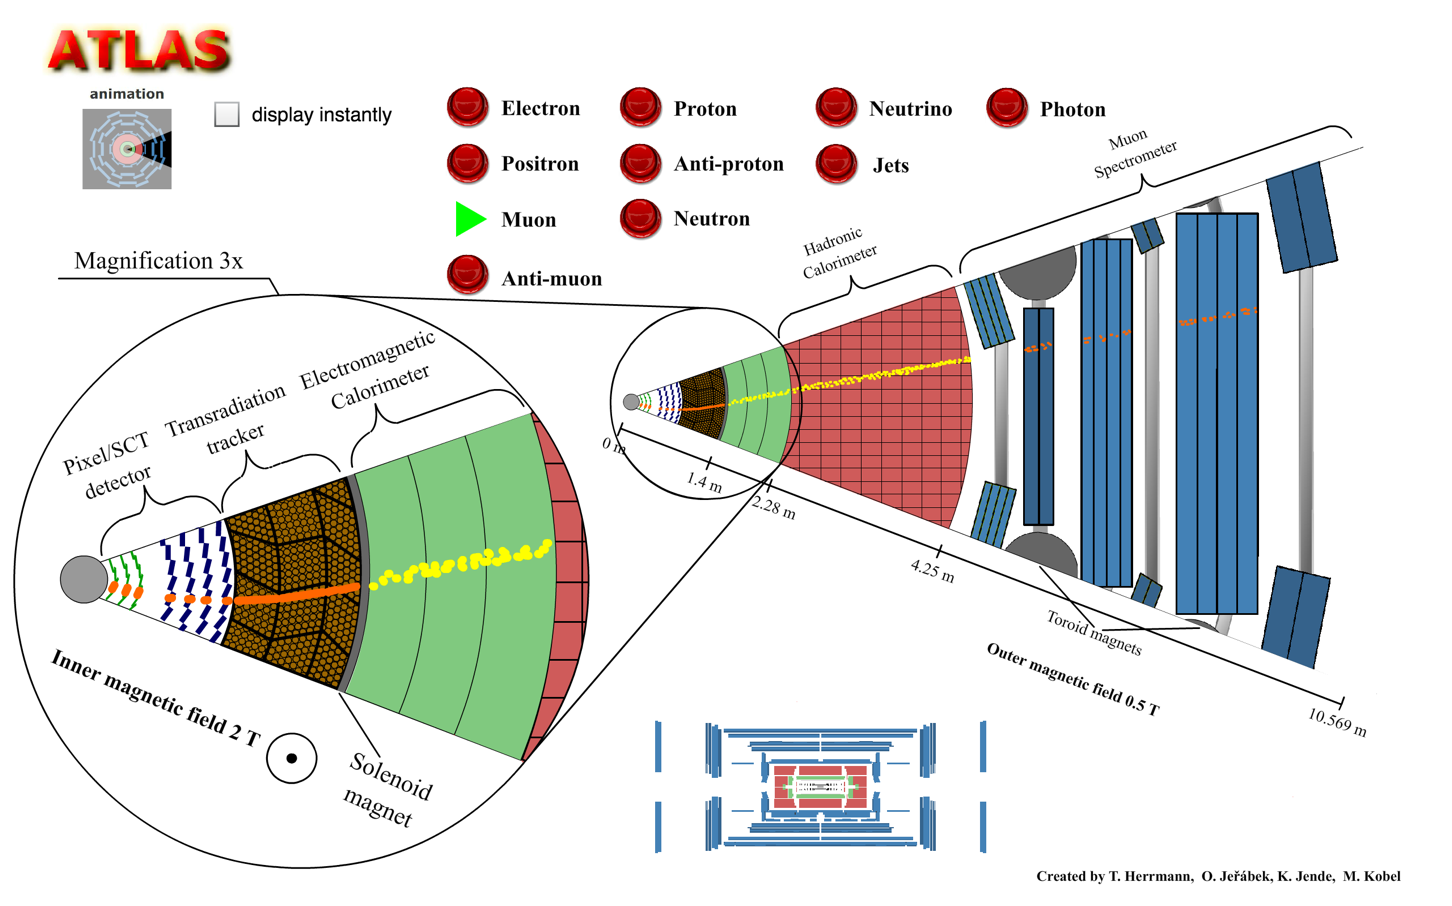 ATLAS
animation
display instantly
Electron
Proton
Neutrino
Photon
Positron
Anti-proton
Jets
Muon
Neutron
Anti-muon
Magnification 3x
Muon
Spectrometer
Hadronic
Calorimeter
Electromagnetic
Calorimeter
Transradiation
tracker
Pixel/SCT
detector
0 m
1.4 m
2.28 m
4.25 m
10.569 m
Toroid magnets
Outer magnetic field 0.5 T
Inner magnetic field 2 T
Solenoid
magnet
Created by T. Herrmann, O. Jeřábek, K. Jende, M. Kobel